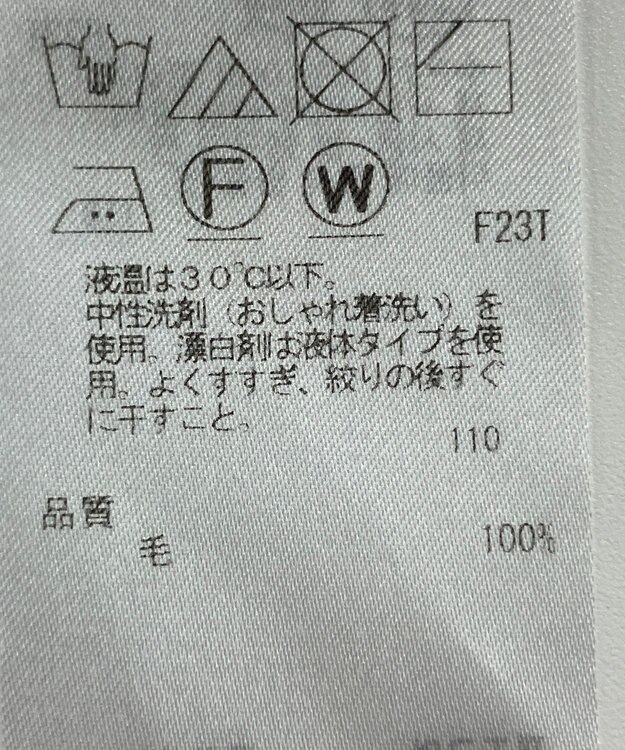 F
W
F23T
液温は30℃以下。
中性洗剤（おしゃれ着洗い）を
使用。漂白剤は液体タイプを使
用。よくすすぎ、絞りの後すぐ
に干すこと。
110
品質
毛 100%